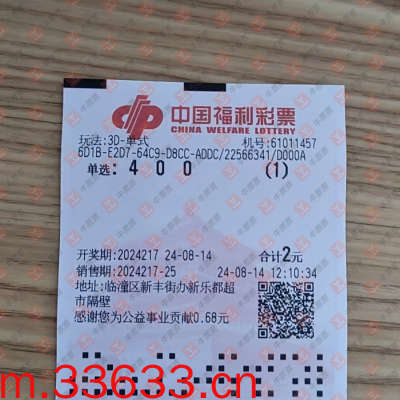 中国福利彩票
CHINA WELFARE LOTTERY
玩法:3D-单式 机号:61011457
6D1B-E2D7-64C9-D8CC-ADDC/22566341/D000A
单选: 4 0 0 (1)
开奖期:2024217 24-08-14 合计2元
销售期:2024217-25 24-08-14 12:10:34
地址:临潼区新丰街办新乐都超
市隔壁
感谢您为公益事业贡献0.68元
m.33633.cn